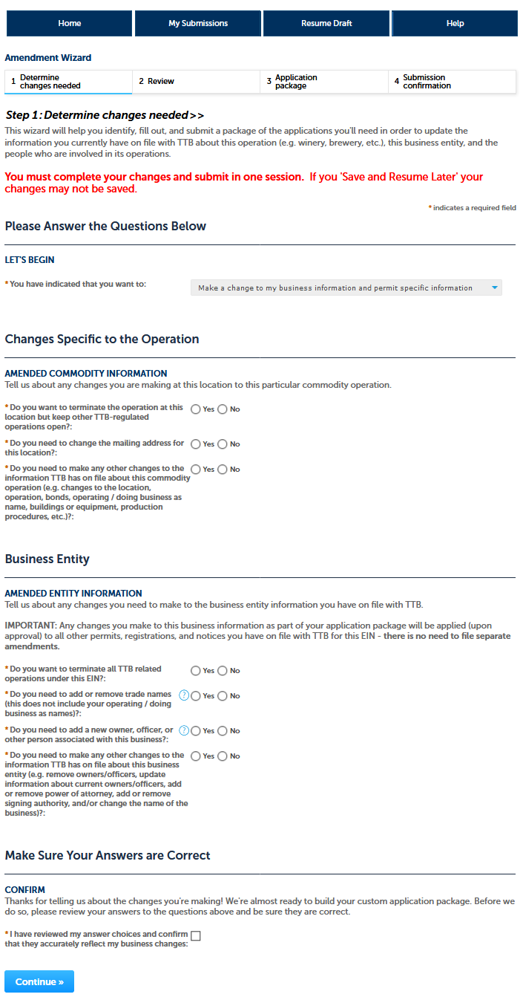 Home
My Submissions
Resume Draft
Help
Amendment Wizard
1 Determine
changes needed
2 Review
3 Application
package
4 Submission
confirmation
Step 1: Determine changes needed>>
This wizard will help you identify, fill out, and submit a package of the applications you'll need in order to update the
information you currently have on file with TTB about this operation (e.g. winery, brewery, etc.), this business entity, and the
people who are involved in its operations.
You must complete your changes and submit in one session. If you 'Save and Resume Later' your
changes may not be saved.
* indicates a required field
Please Answer the Questions Below
LET'S BEGIN
* You have indicated that you want to:
Make a change to my business information and permit specific information
Changes Specific to the Operation
AMENDED COMMODITY INFORMATION
Tell us about any changes you are making at this location to this particular commodity operation.
* Do you want to terminate the operation at this
location but keep other TTB-regulated
operations open?:
Yes No
* Do you need to change the mailing address for
this location?:
Yes No
* Do you need to make any other changes to the
information TTB has on file about this commodity
operation (e.g. changes to the location,
operation, bonds, operating / doing business as
name, buildings or equipment, production
procedures, etc.)?:
Yes No
Business Entity
AMENDED ENTITY INFORMATION
Tell us about any changes you need to make to the business entity information you have on file with TTB.
IMPORTANT: Any changes you make to this business information as part of your application package will be applied (upon
approval) to all other permits, registrations, and notices you have on file with TTB for this EIN - there is no need to file separate
amendments.
* Do you want to terminate all TTB related
operations under this EIN?:
Yes No
* Do you need to add or remove trade names
(this does not include your operating / doing
business as names)?:
? Yes No
* Do you need to add a new owner, officer, or
other person associated with this business?:
? Yes No
* Do you need to make any other changes to the
information TTB has on file about this business
entity (e.g. remove owners/officers, update
information about current owners/officers, add
or remove power of attorney, add or remove
signing authority, and/or change the name of the
business)?:
Yes No
Make Sure Your Answers are Correct
CONFIRM
Thanks for telling us about the changes you're making! We're almost ready to build your custom application package. Before we
do so, please review your answers to the questions above and be sure they are correct.
* I have reviewed my answer choices and confirm
that they accurately reflect my business changes:
Continue »